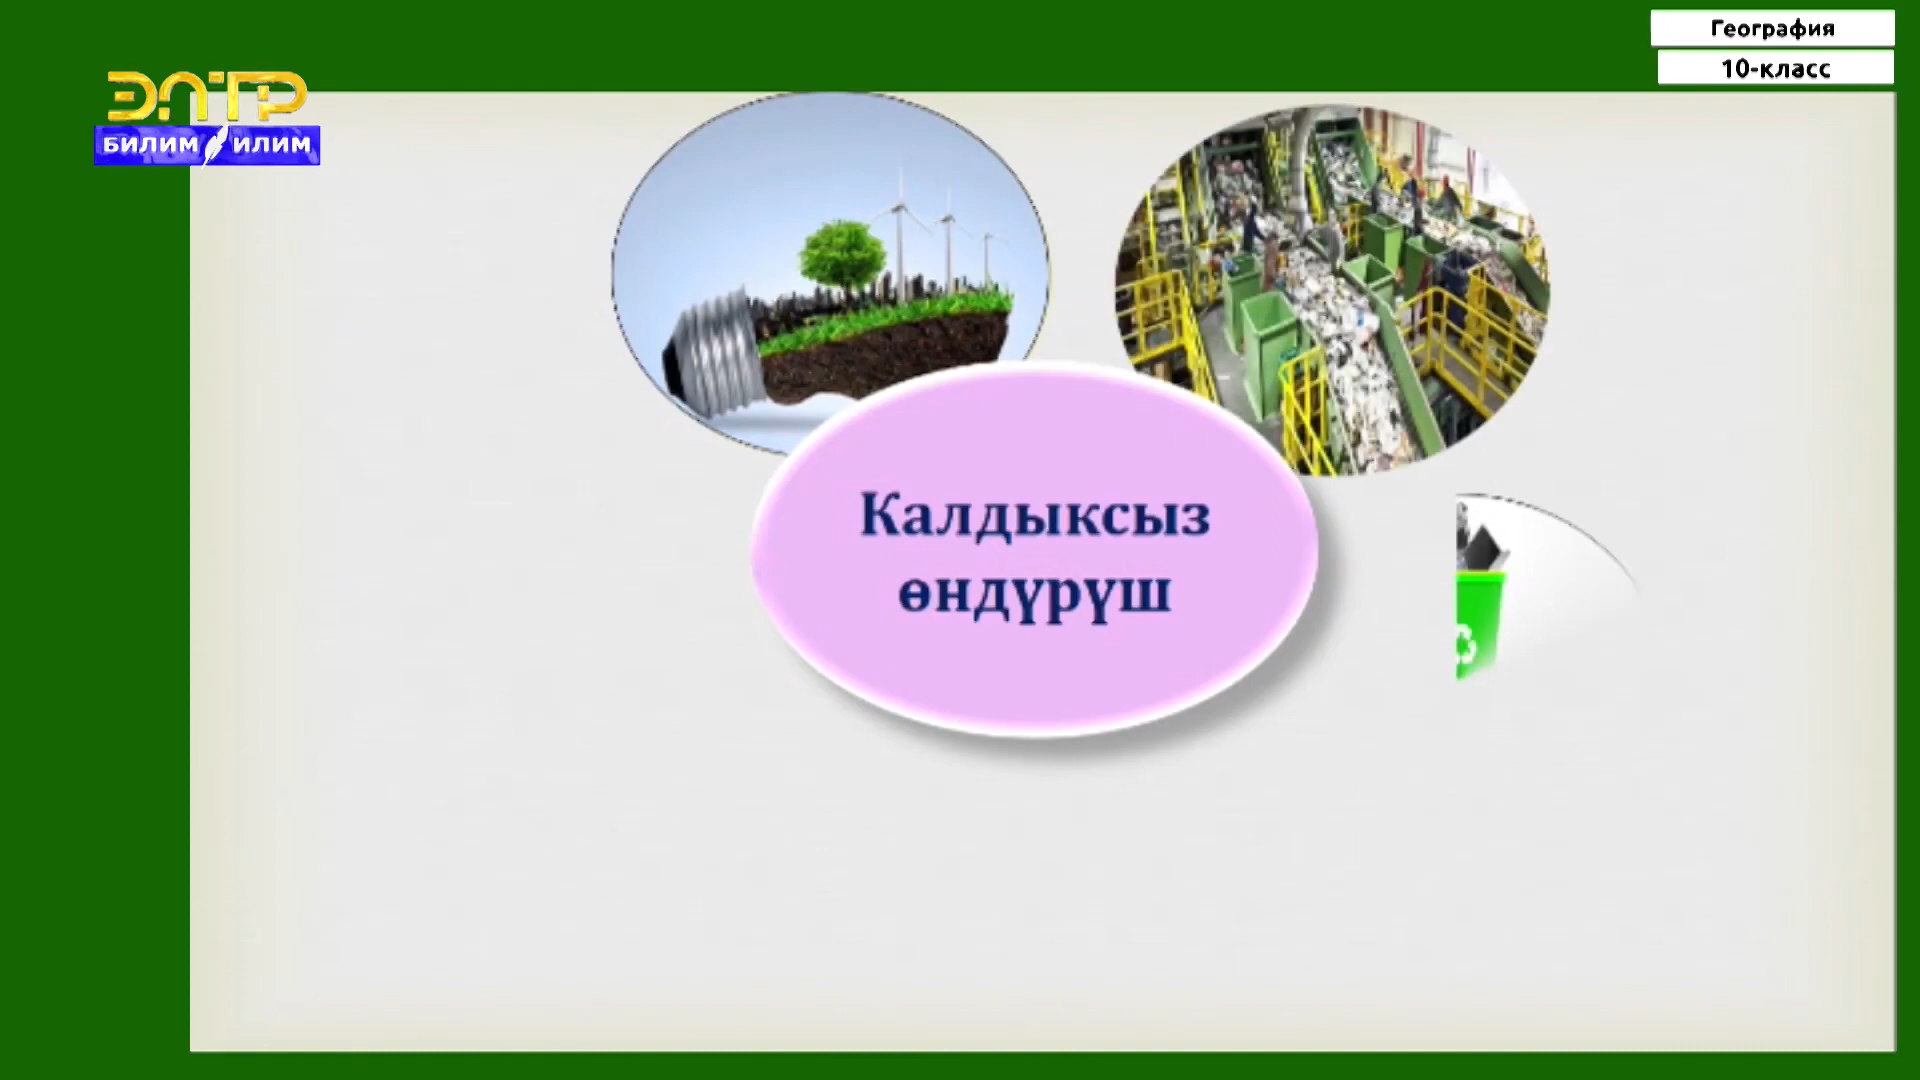 География
10-класс
ЭЛТР
БИЛИМ ИЛИМ
Калдыксыз
өндүрүш